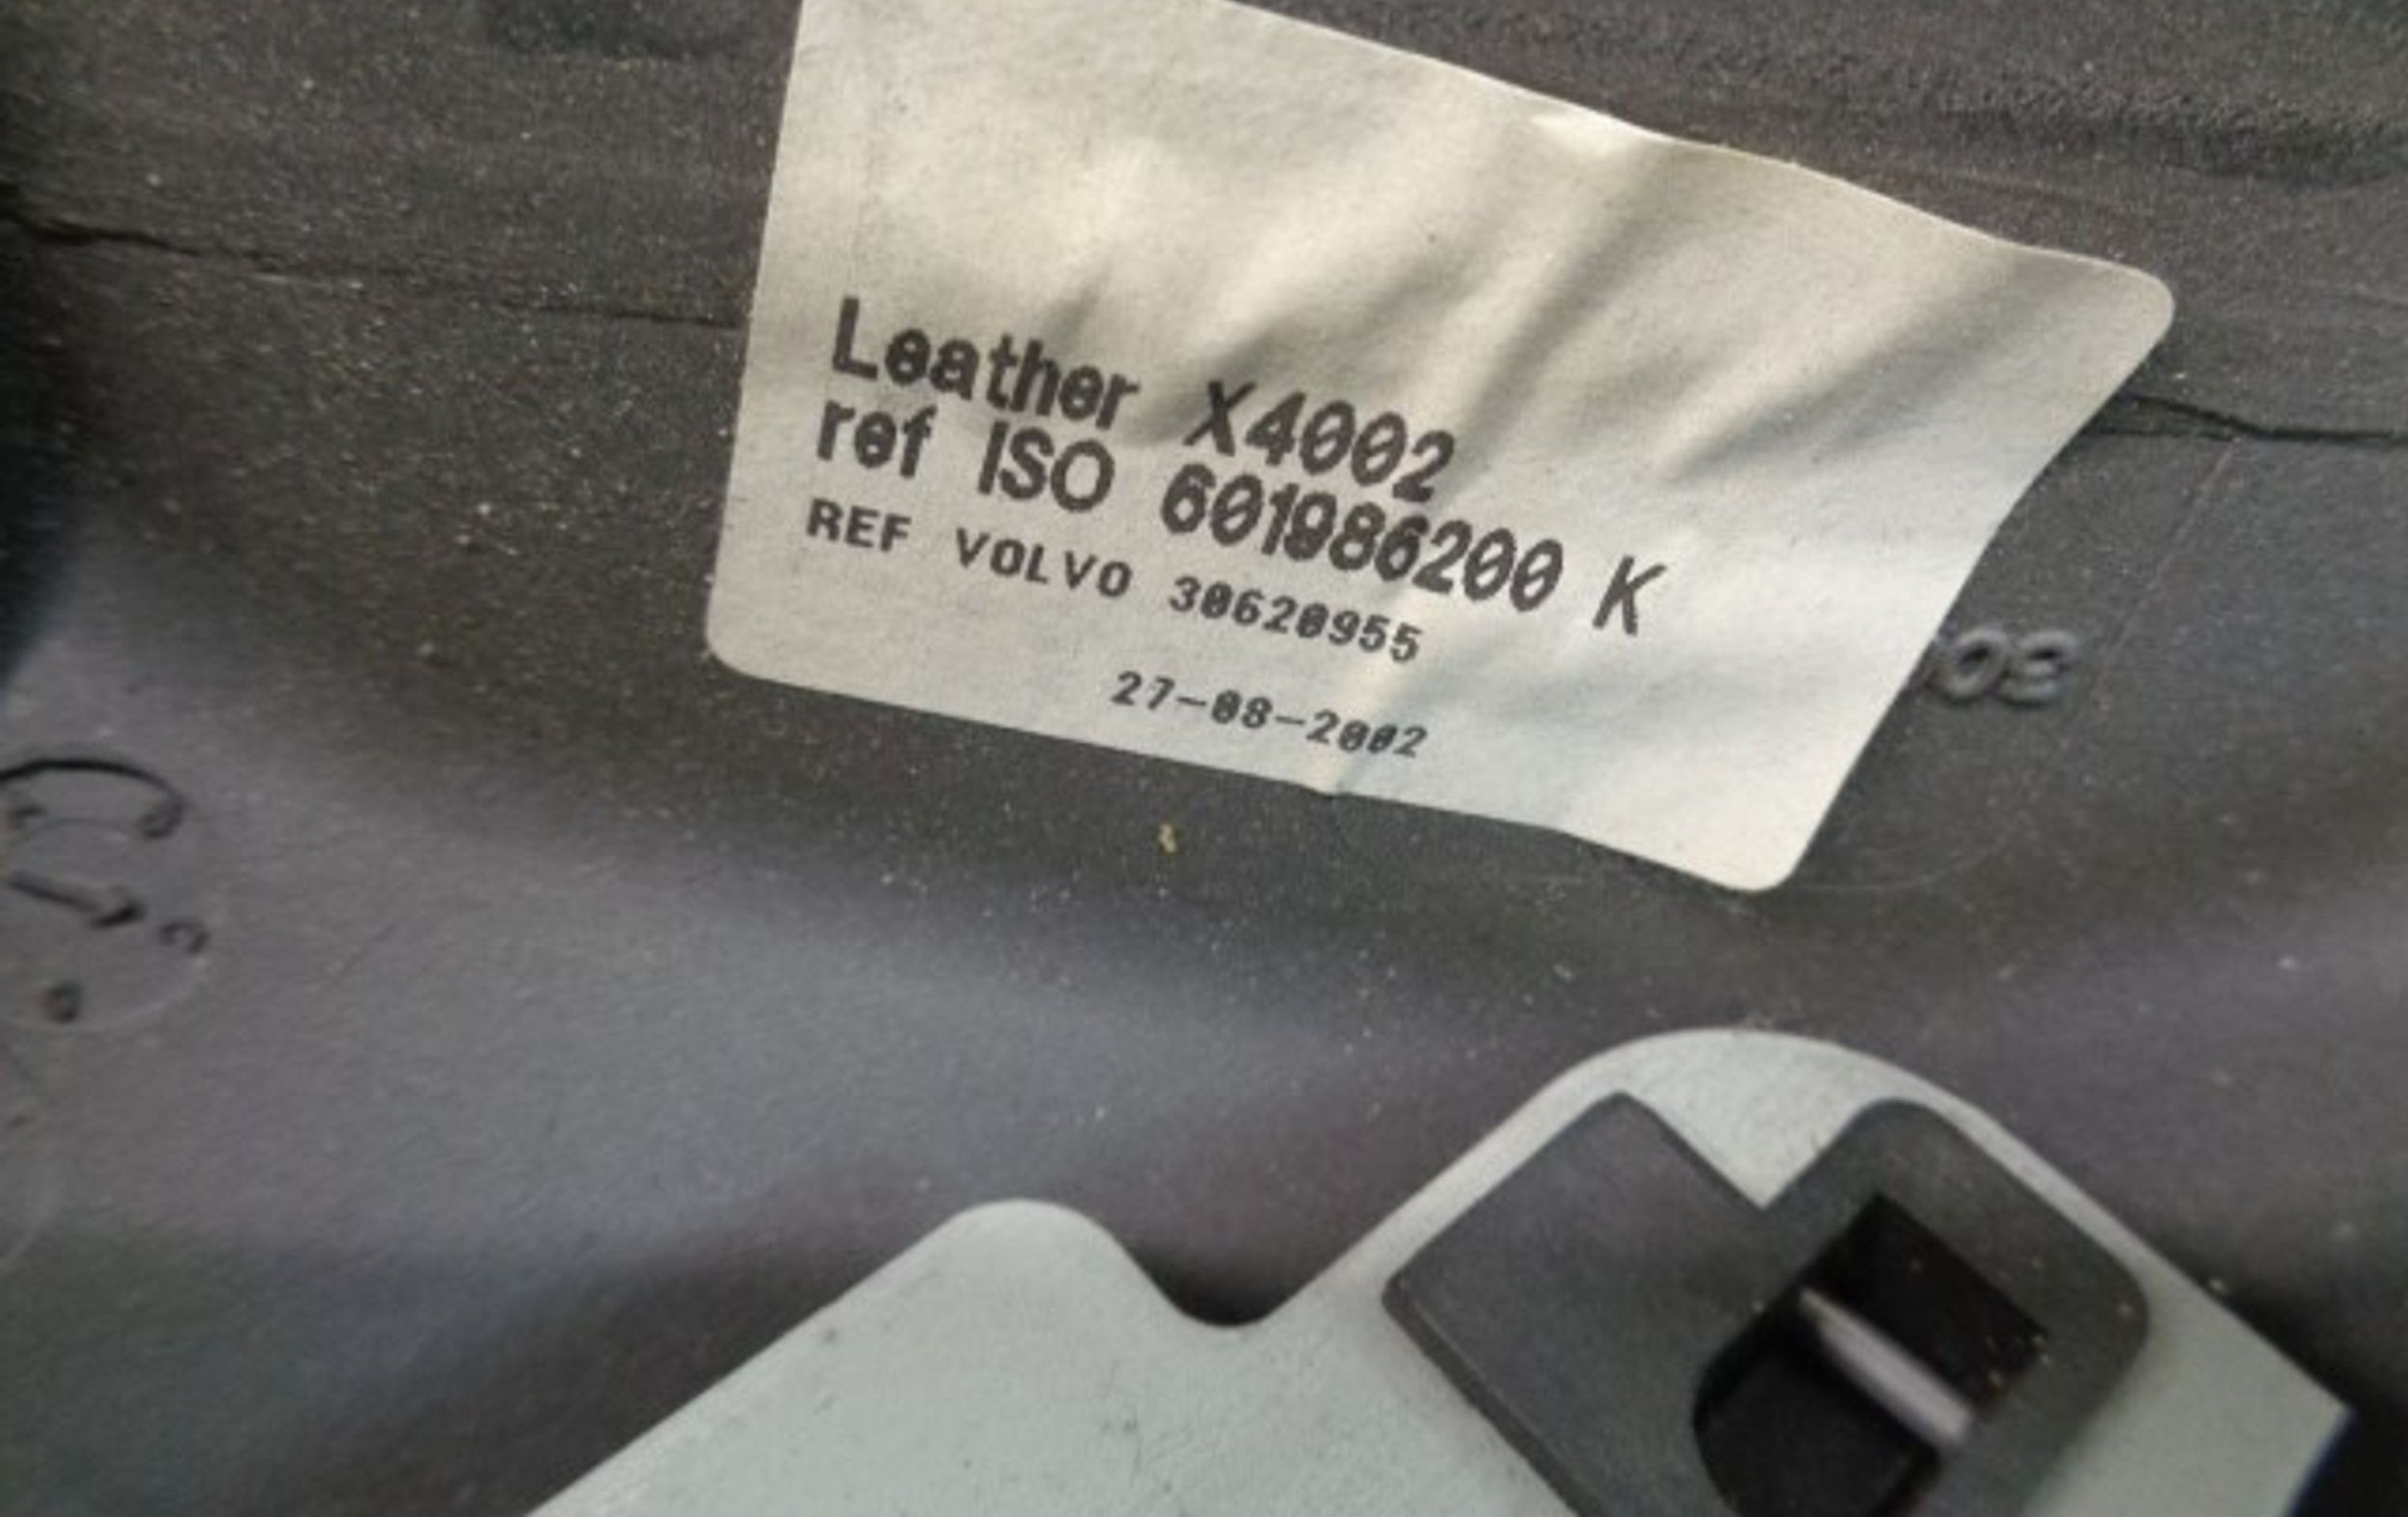 Leather X4002
ref ISO 601986200 K
REF VOLVO 30620955
27-08-2002